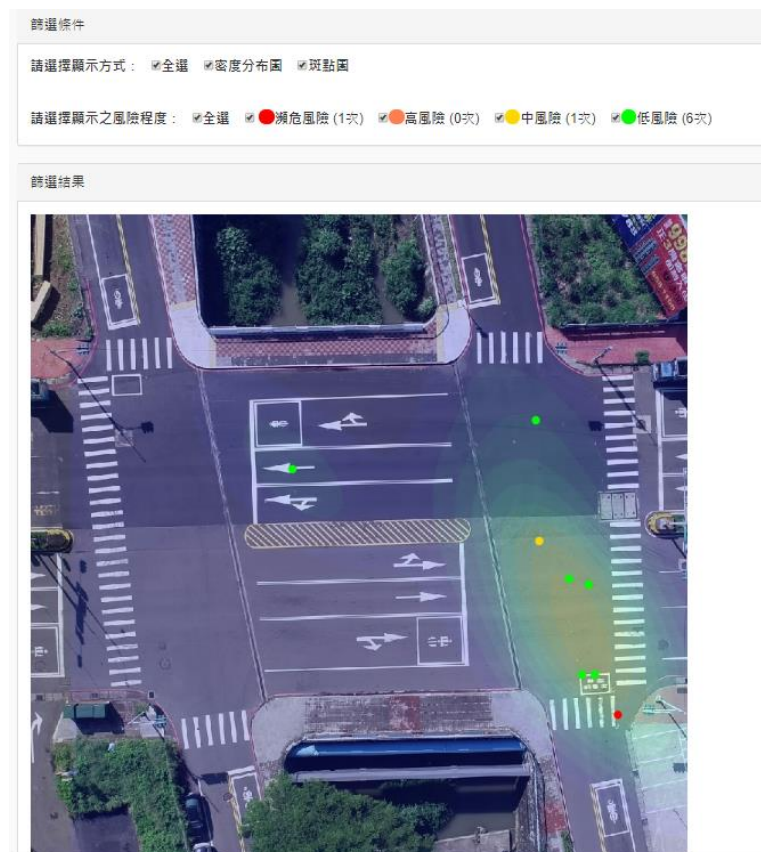 篩選條件
請選擇顯示方式： 全選 密度分布圖 斑點圖
請選擇顯示之風險程度： 全選 瀕危風險 (1次) 高風險 (0次) 中風險 (1次) 低風險 (6次)
篩選結果
998